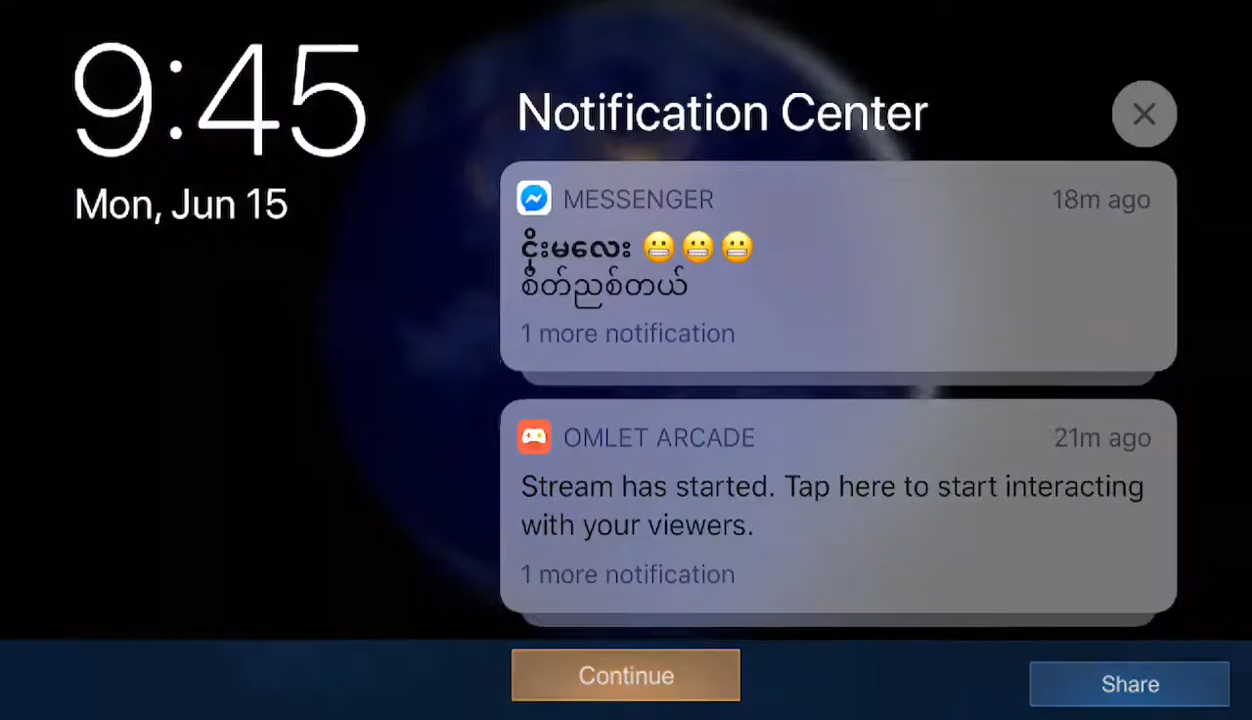 9:45
Mon, Jun 15
Notification Center
MESSENGER
18m ago
ငိုးမလေး 😬😬😬
စိတ်ညစ်တယ်
1 more notification
OMLET ARCADE
21m ago
Stream has started. Tap here to start interacting
with your viewers.
1 more notification
Continue
Share